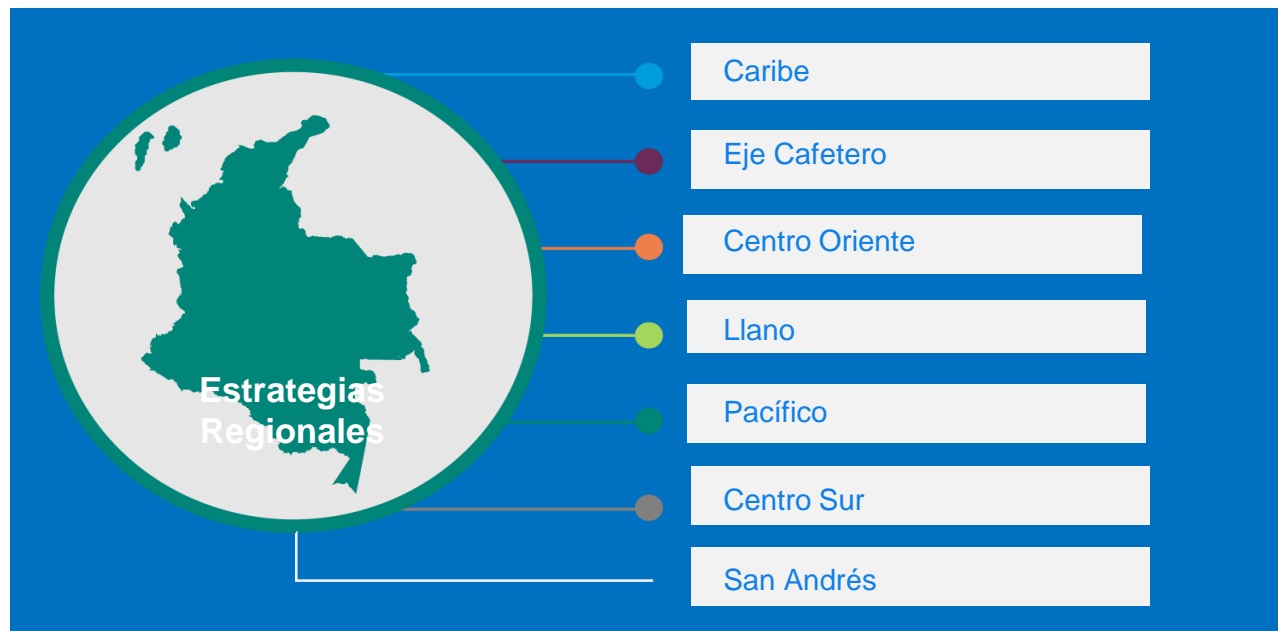 Caribe
Eje Cafetero
Centro Oriente
Llano
Estrategias
Regionales
Pacífico
Centro Sur
San Andrés